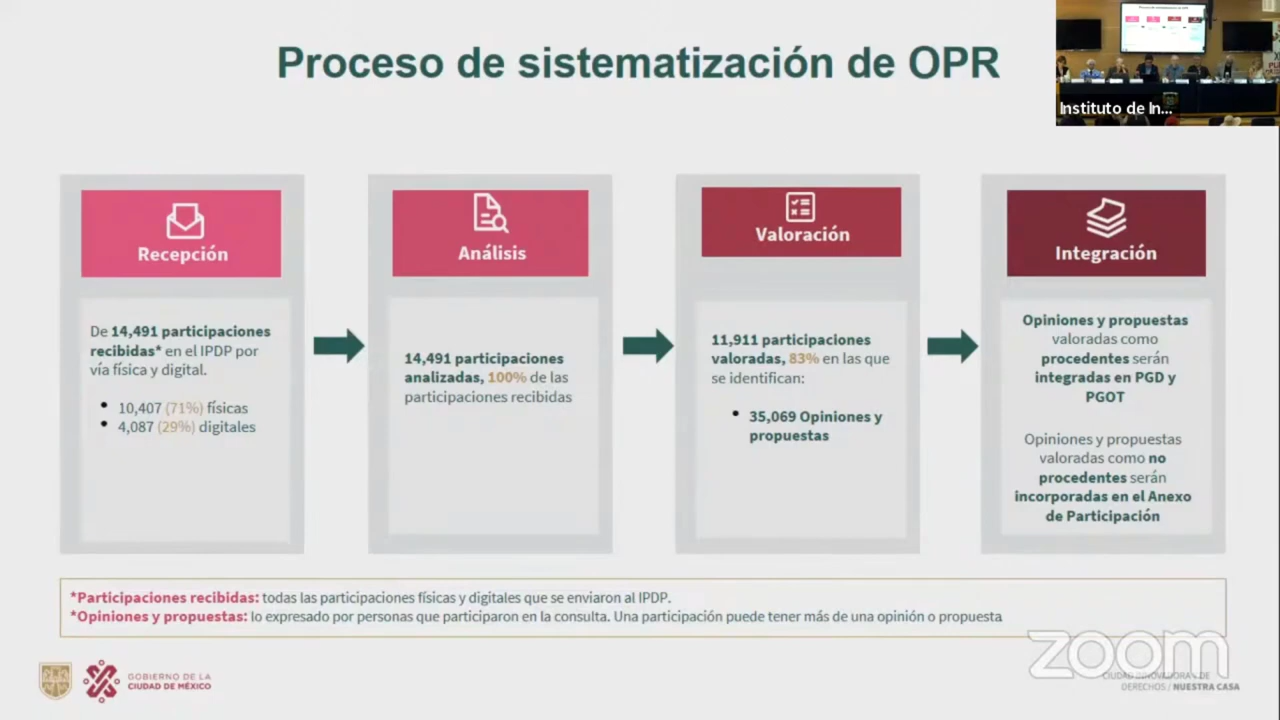 Proceso de sistematización de OPR
Instituto de In...
Recepción
De 14,491 participaciones
recibidas* en el IPDP por
vía física y digital.
• 10,407 (71%) físicas
• 4,087 (29%) digitales
Análisis
14,491 participaciones
analizadas, 100% de las
participaciones recibidas
Valoración
11,911 participaciones
valoradas, 83% en las que
se identifican:
• 35,069 Opiniones y
propuestas
Integración
Opiniones y propuestas
valoradas como
procedentes serán
integradas en PGD y
PGOT
Opiniones y propuestas
valoradas como no
procedentes serán
incorporadas en el Anexo
de Participación
*Participaciones recibidas: todas las participaciones físicas y digitales que se enviaron al IPDP.
*Opiniones y propuestas: lo expresado por personas que participaron en la consulta. Una participación puede tener más de una opinión o propuesta
GOBIERNO DE LA
CIUDAD DE MÉXICO
zoom
CIUDAD INNOVADORA Y DE
DERECHOS / NUESTRA CASA